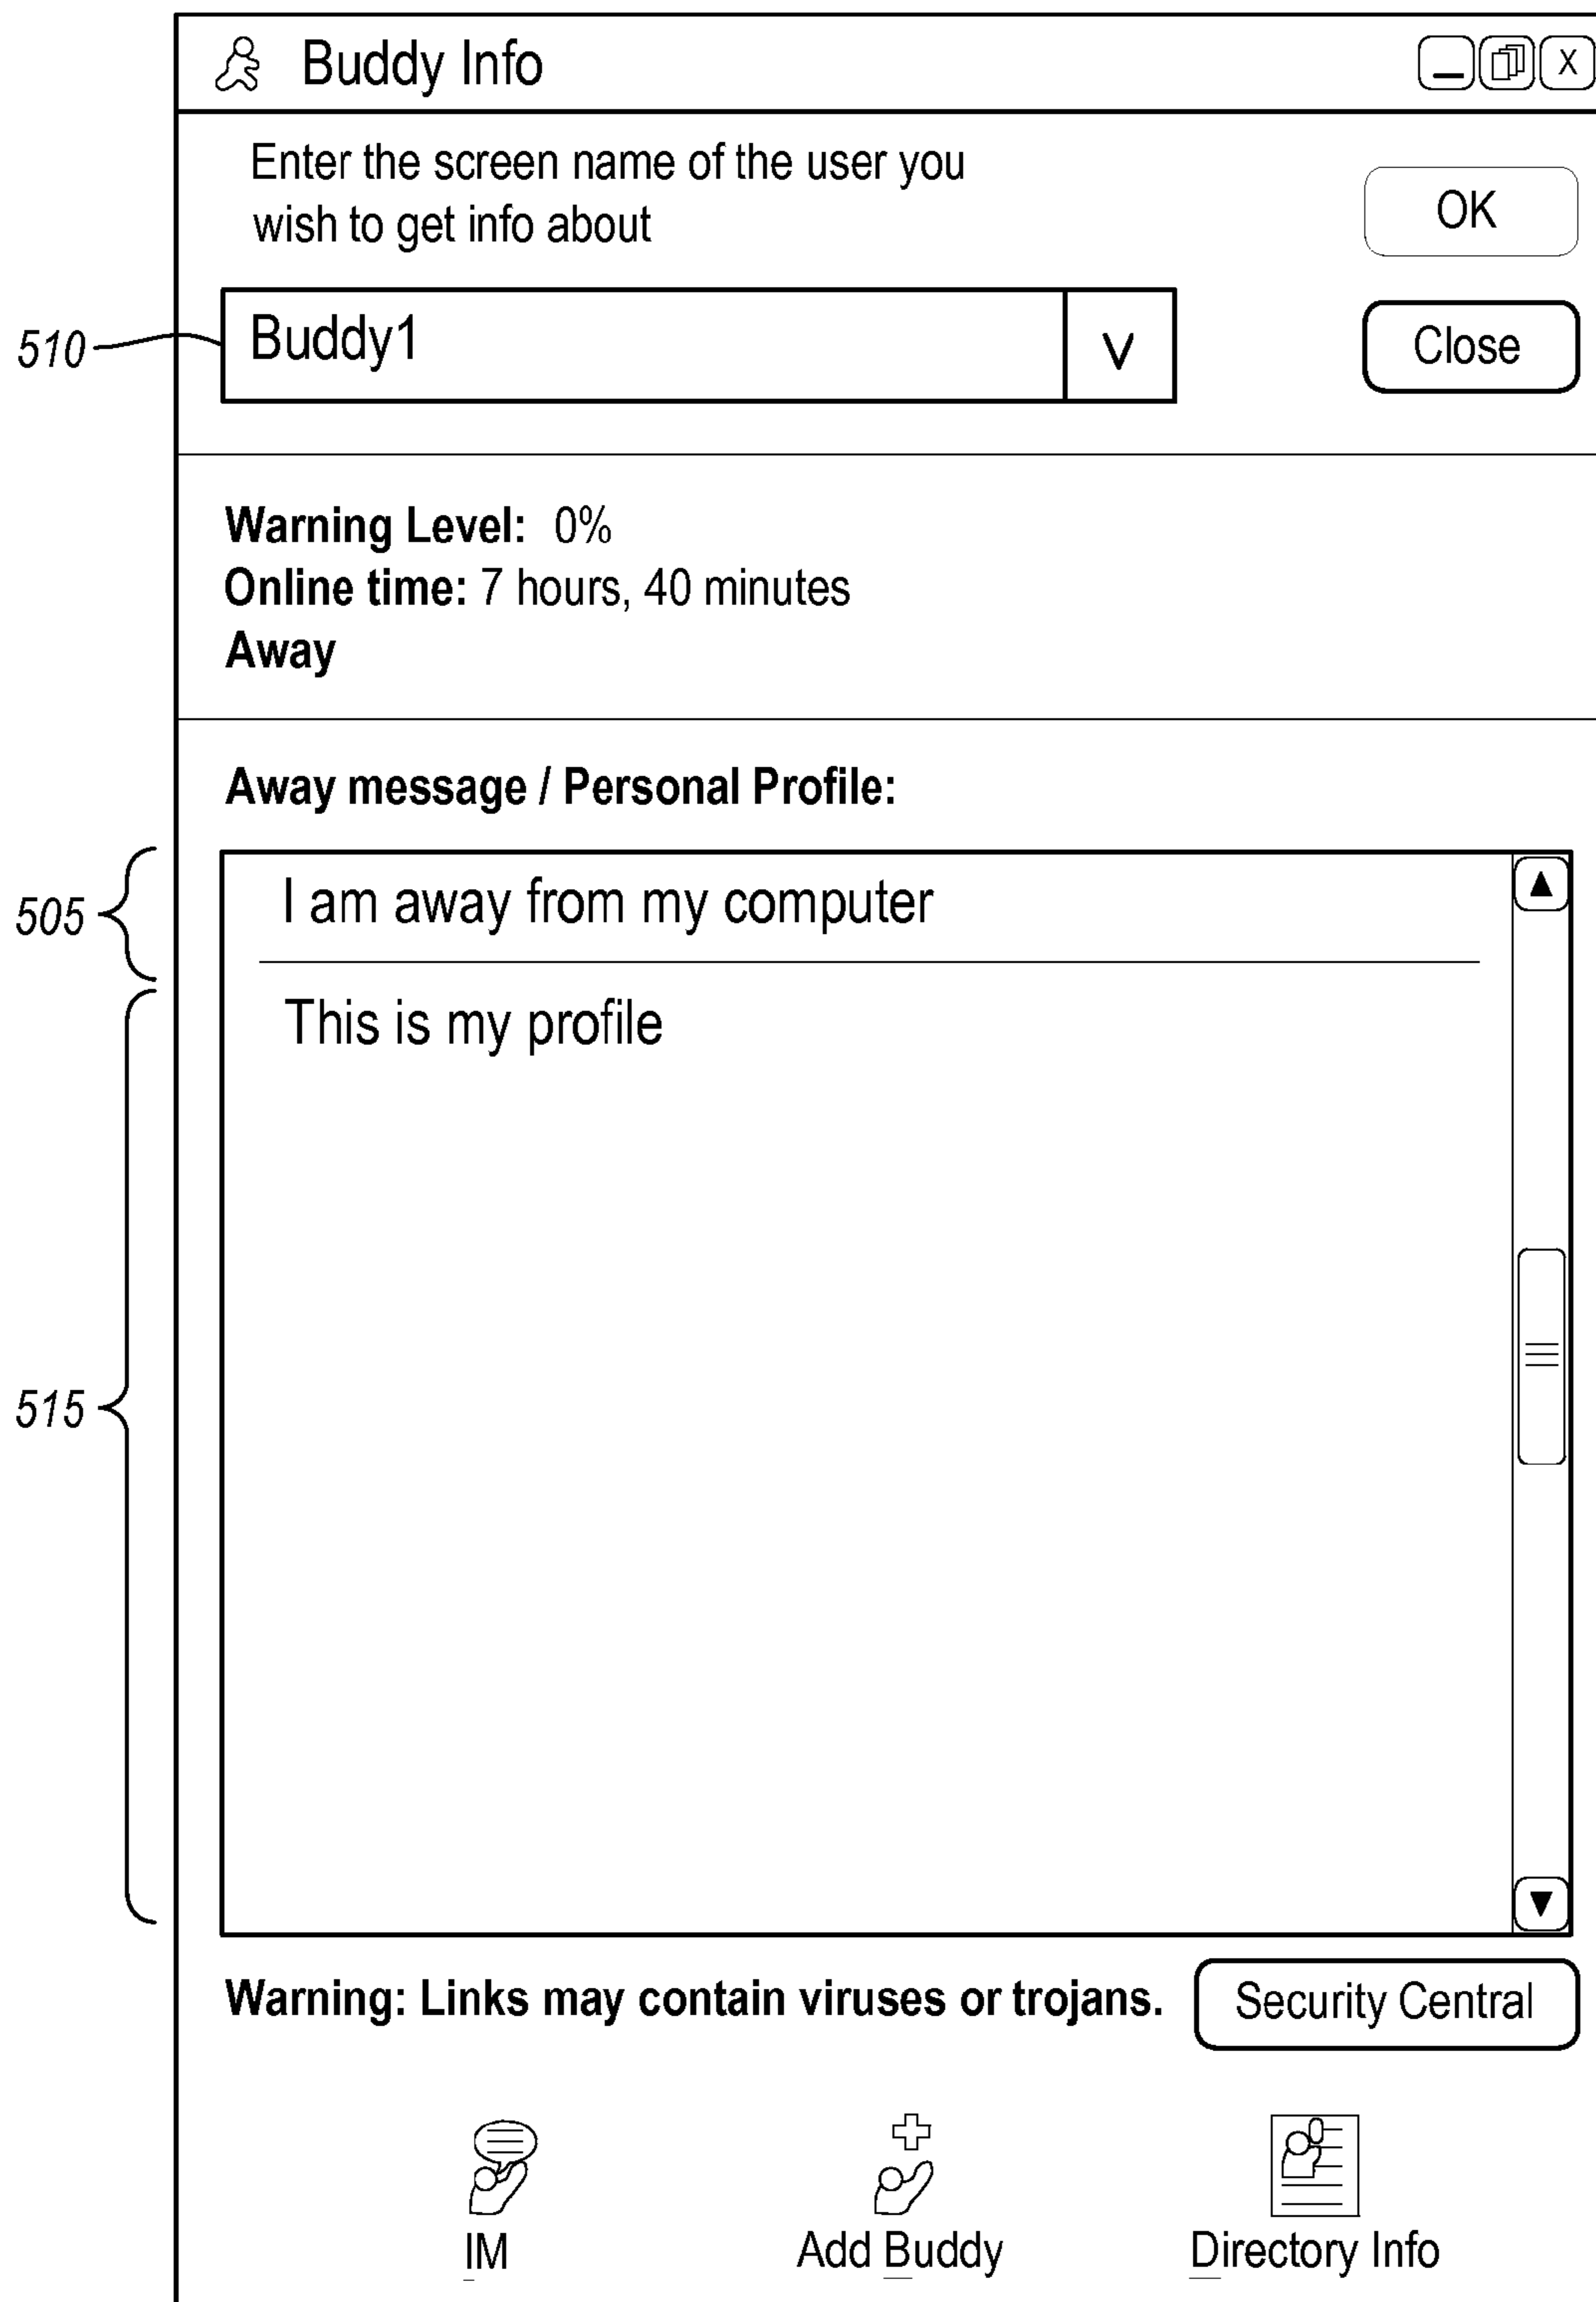 Buddy Info
X
Enter the screen name of the user you
wish to get info about
OK
510
Buddy1
V
Close
Warning Level: 0%
Online time: 7 hours, 40 minutes
Away
Away message / Personal Profile:
505
I am away from my computer
This is my profile
515
Warning: Links may contain viruses or trojans.
Security Central
IM
Add Buddy
Directory Info